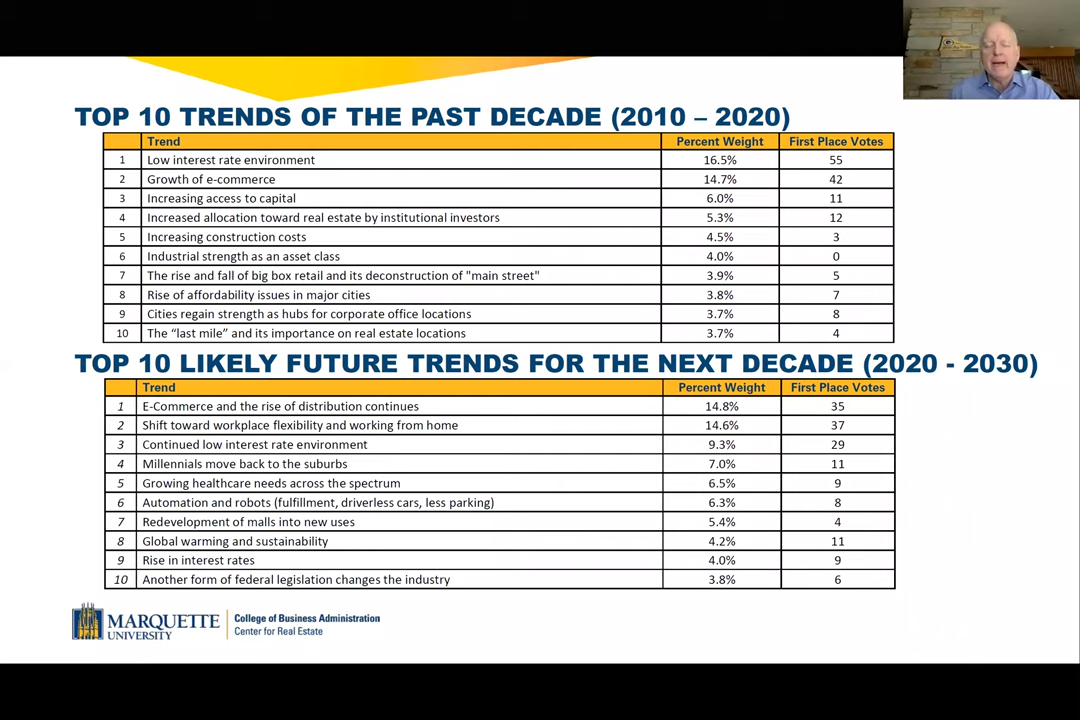 TOP 10 TRENDS OF THE PAST DECADE (2010 – 2020)
Trend Percent Weight First Place Votes
1 Low interest rate environment 16.5% 55
2 Growth of e-commerce 14.7% 42
3 Increasing access to capital 6.0% 11
4 Increased allocation toward real estate by institutional investors 5.3% 12
5 Increasing construction costs 4.5% 3
6 Industrial strength as an asset class 4.0% 0
7 The rise and fall of big box retail and its deconstruction of "main street" 3.9% 5
8 Rise of affordability issues in major cities 3.8% 7
9 Cities regain strength as hubs for corporate office locations 3.7% 8
10 The “last mile” and its importance on real estate locations 3.7% 4
TOP 10 LIKELY FUTURE TRENDS FOR THE NEXT DECADE (2020 - 2030)
Trend Percent Weight First Place Votes
1 E-Commerce and the rise of distribution continues 14.8% 35
2 Shift toward workplace flexibility and working from home 14.6% 37
3 Continued low interest rate environment 9.3% 29
4 Millennials move back to the suburbs 7.0% 11
5 Growing healthcare needs across the spectrum 6.5% 9
6 Automation and robots (fulfillment, driverless cars, less parking) 6.3% 8
7 Redevelopment of malls into new uses 5.4% 4
8 Global warming and sustainability 4.2% 11
9 Rise in interest rates 4.0% 9
10 Another form of federal legislation changes the industry 3.8% 6
MARQUETTE
UNIVERSITY
College of Business Administration
Center for Real Estate